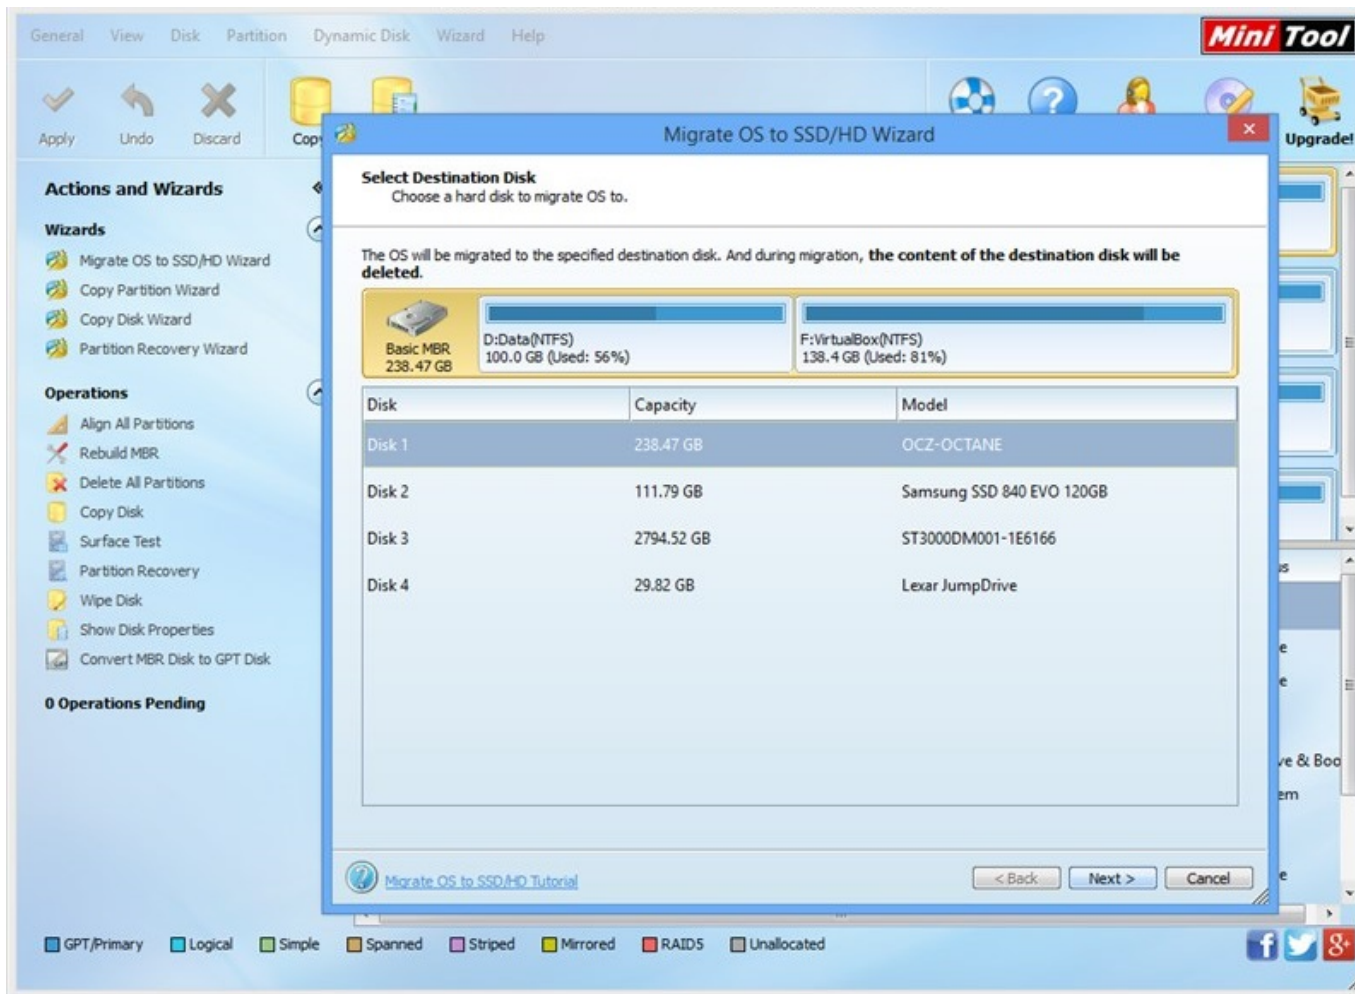 General View Disk Partition Dynamic Disk Wizard Help
Mini Tool
Apply Undo Discard Upgrade!
Migrate OS to SSD/HD Wizard
Actions and Wizards
Wizards
Migrate OS to SSD/HD Wizard
Copy Partition Wizard
Copy Disk Wizard
Partition Recovery Wizard
Operations
Align All Partitions
Rebuild MBR
Delete All Partitions
Copy Disk
Surface Test
Partition Recovery
Wipe Disk
Show Disk Properties
Convert MBR Disk to GPT Disk
0 Operations Pending
Select Destination Disk
Choose a hard disk to migrate OS to.
The OS will be migrated to the specified destination disk. And during migration, the content of the destination disk will be
deleted.
Basic MBR
238.47 GB
D:Data(NTFS)
100.0 GB (Used: 56%)
F:VirtualBox(NTFS)
138.4 GB (Used: 81%)
Disk Capacity Model
Disk 1 238.47 GB OCZ-OCTANE
Disk 2 111.79 GB Samsung SSD 840 EVO 120GB
Disk 3 2794.52 GB ST3000DM001-1E6166
Disk 4 29.82 GB Lexar JumpDrive
Migrate OS to SSD/HD Tutorial
< Back Next > Cancel
GPT/Primary Logical Simple Spanned Striped Mirrored RAID5 Unallocated